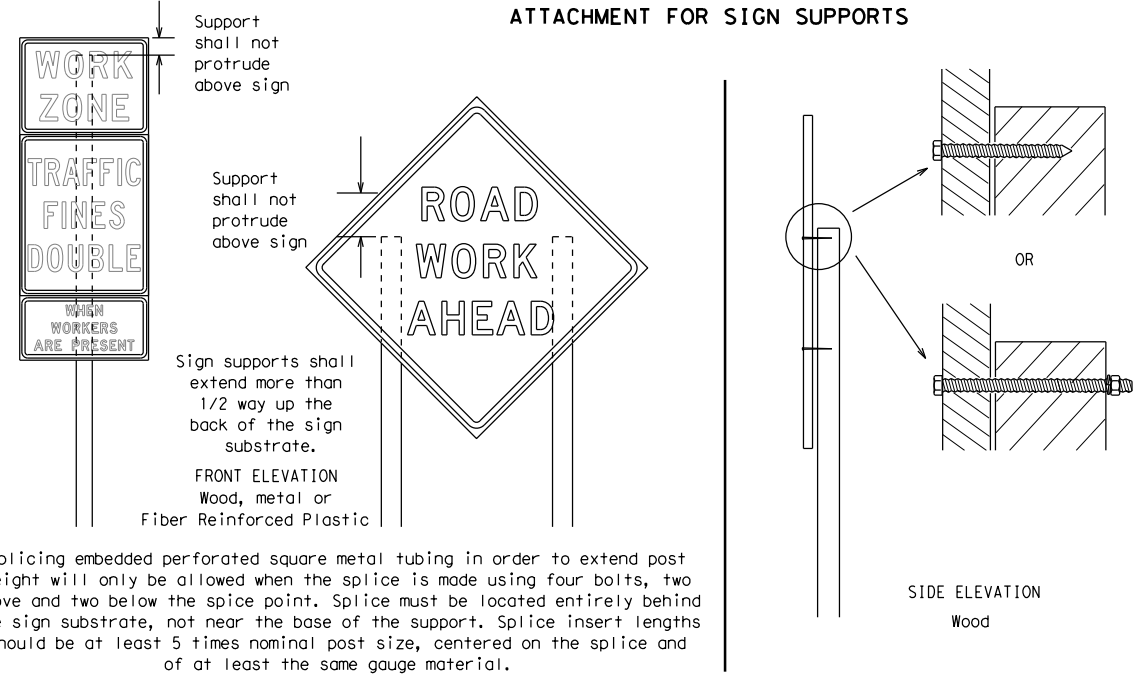 ATTACHMENT FOR SIGN SUPPORTS
Support
shall not
protrude
above sign
WORK
ZONE
TRAFFIC
FINES
DOUBLE
WHEN
WORKERS
ARE PRESENT
Support
shall not
protrude
above sign
ROAD
WORK
AHEAD
Sign supports shall
extend more than
1/2 way up the
back of the sign
substrate.
FRONT ELEVATION
Wood, metal or
Fiber Reinforced Plastic
OR
SIDE ELEVATION
Wood
plicing embedded perforated square metal tubing in order to extend post
eight will only be allowed when the splice is made using four bolts, two
ove and two below the spice point. Splice must be located entirely behind
e sign substrate, not near the base of the support. Splice insert lengths
hould be at least 5 times nominal post size, centered on the splice and
of at least the same gauge material.